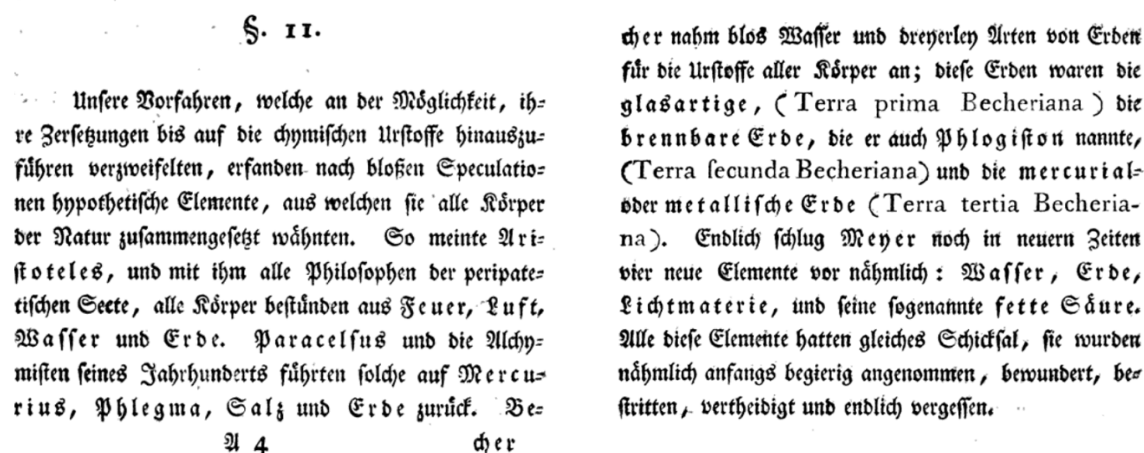 §. 11.
Unsere Vorfahren, welche an der Möglichkeit, ih=
re Zersetzungen bis auf die chymischen Urstoffe hinauszu=
führen verzweifelten, erfanden nach bloßen Speculatio=
nen hypothetische Elemente, aus welchen sie alle Körper
der Natur zusammengesetzt wähnten. So meinte Ari=
stoteles, und mit ihm alle Philosophen der peripate=
tischen Secte, alle Körper bestünden aus Feuer, Luft,
Wasser und Erde. Paracelsus und die Alchy=
misten seines Jahrhunderts führten solche auf Mercu=
rius, Phlegma, Salz und Erde zurück. Be=
A 4 cher
cher nahm blos Wasser und dreyerley Arten von Erden
für die Urstoffe aller Körper an; diese Erden waren die
glasartige, (Terra prima Becheriana) die
brennbare Erde, die er auch Phlogiston nannte,
(Terra secunda Becheriana) und die mercurial=
oder metallische Erde (Terra tertia Becheria-
na). Endlich schlug Meyer noch in neuern Zeiten
vier neue Elemente vor nähmlich: Wasser, Erde,
Lichtmaterie, und seine sogenannte fette Säure.
Alle diese Elemente hatten gleiches Schicksal, sie wurden
nähmlich anfangs begierig angenommen, bewundert, be=
stritten, vertheidigt und endlich vergessen.